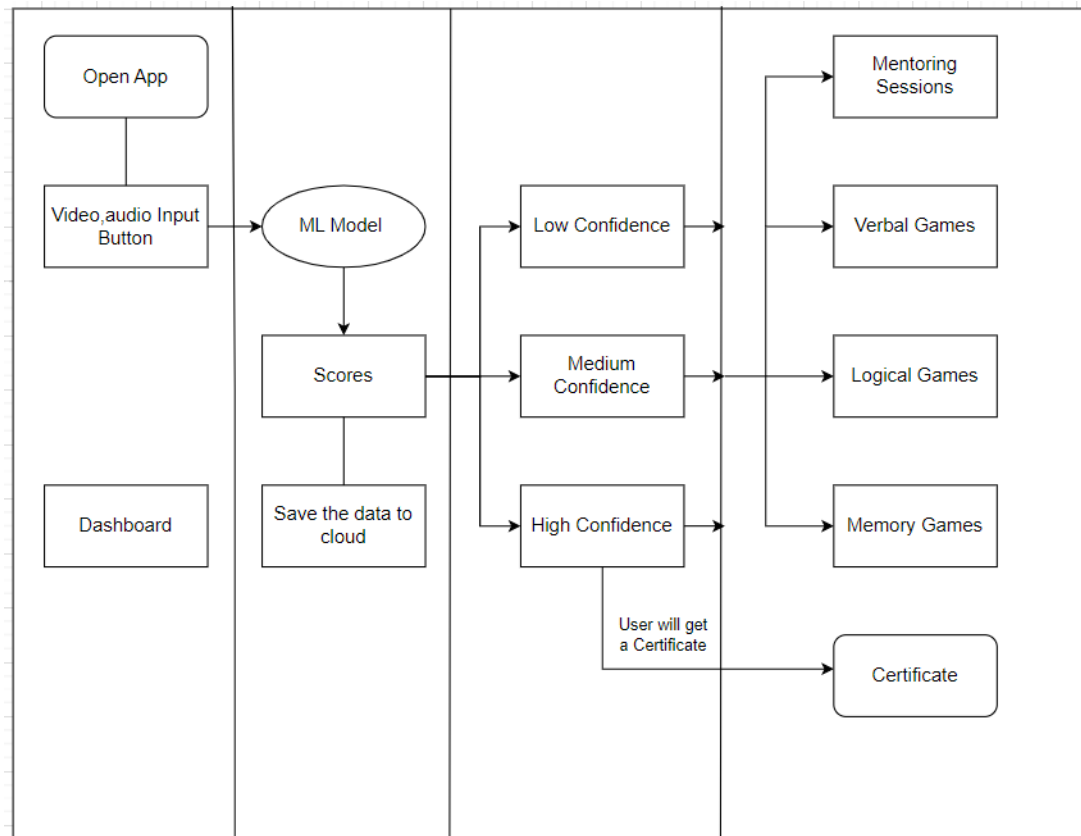 Open App
Video,audio Input
Button
Dashboard
ML Model
Scores
Save the data to
cloud
Low Confidence
Medium
Confidence
High Confidence
User will get
a Certificate
Mentoring
Sessions
Verbal Games
Logical Games
Memory Games
Certificate